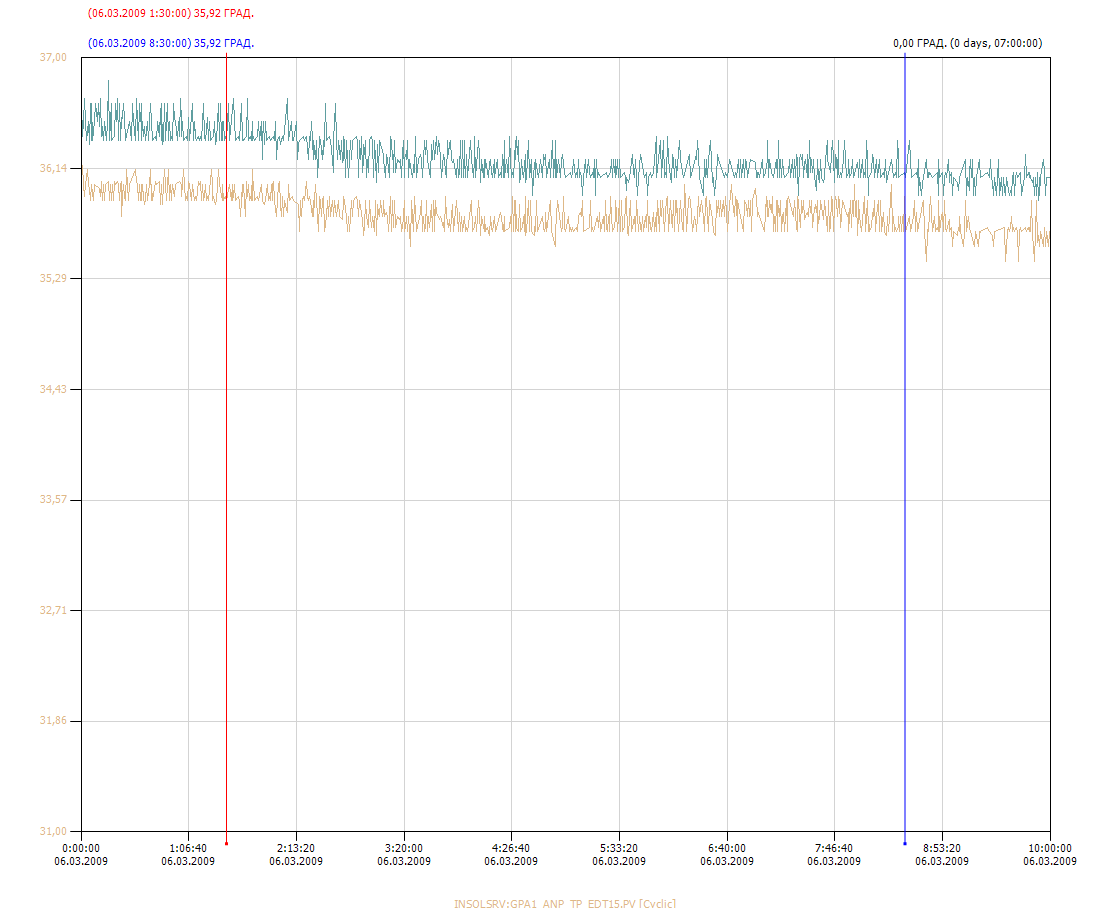 (06.03.2009 1:30:00) 35,92 ГРАД.
(06.03.2009 8:30:00) 35,92 ГРАД.
0,00 ГРАД. (0 days, 07:00:00)
37,00
36,14
35,29
34,43
33,57
32,71
31,86
31,00
0:00:00 1:06:40 2:13:20 3:20:00 4:26:40 5:33:20 6:40:00 7:46:40 8:53:20 10:00:00
06.03.2009 06.03.2009 06.03.2009 06.03.2009 06.03.2009 06.03.2009 06.03.2009 06.03.2009 06.03.2009 06.03.2009
INSOLSRV:GPA1_ANP_TP_EDT15.PV [Cyclic]